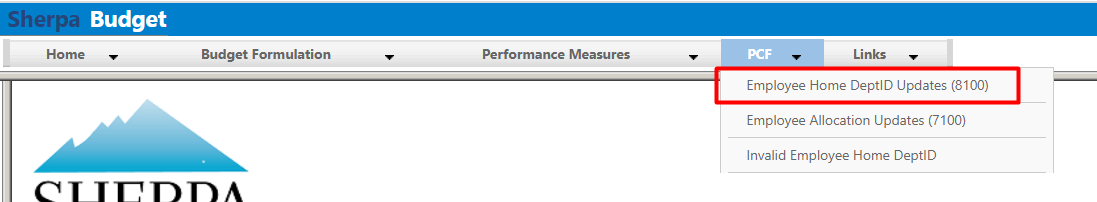 Sherpa Budget
Home Budget Formulation Performance Measures PCF Links
Employee Home DeptID Updates (8100)
Employee Allocation Updates (7100)
Invalid Employee Home DeptID
SHERPA